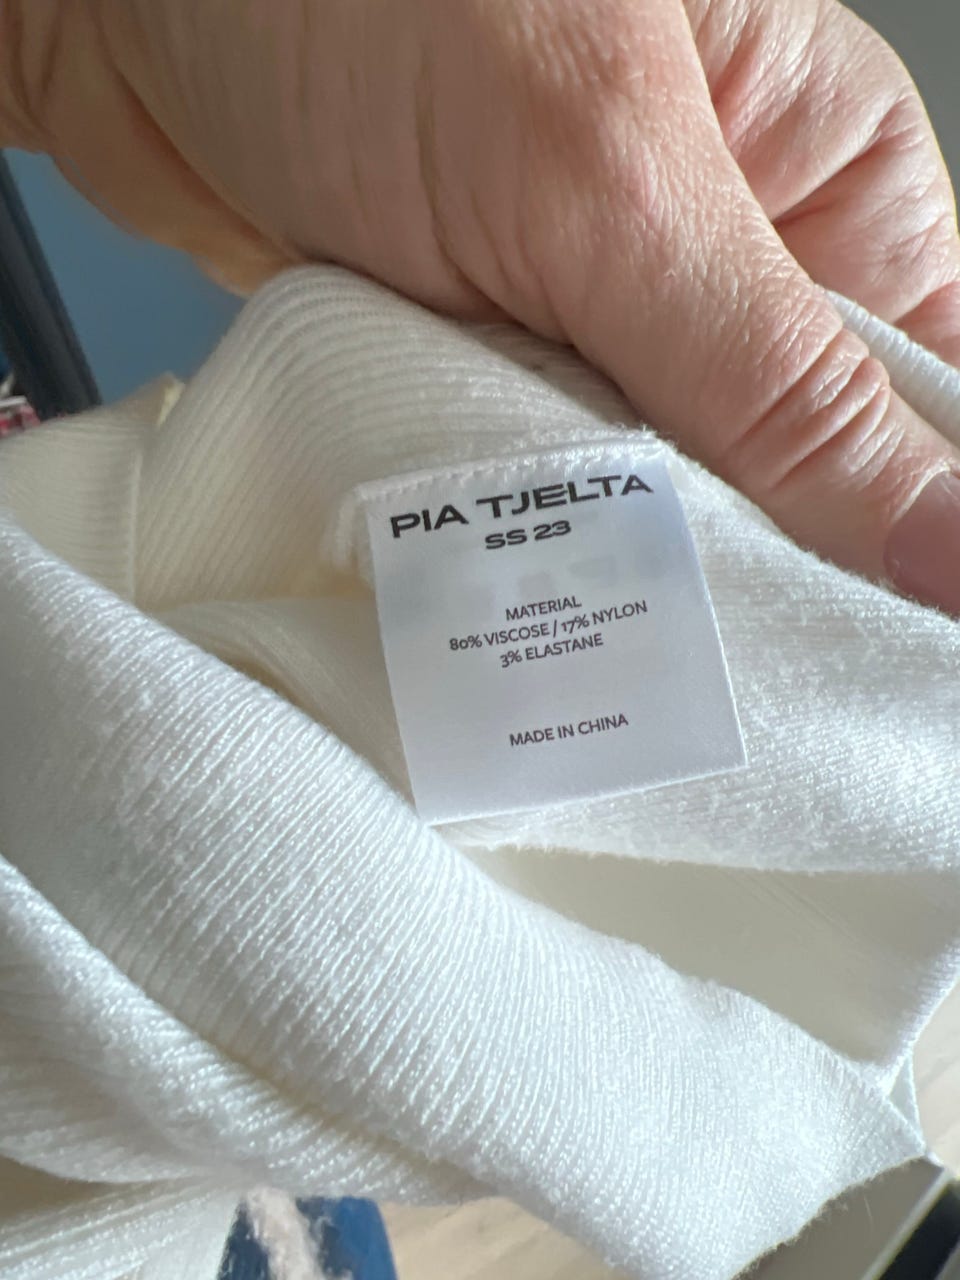 PIA TJELTA
SS 23
MATERIAL
80% VISCOSE / 17% NYLON
3% ELASTANE
MADE IN CHINA